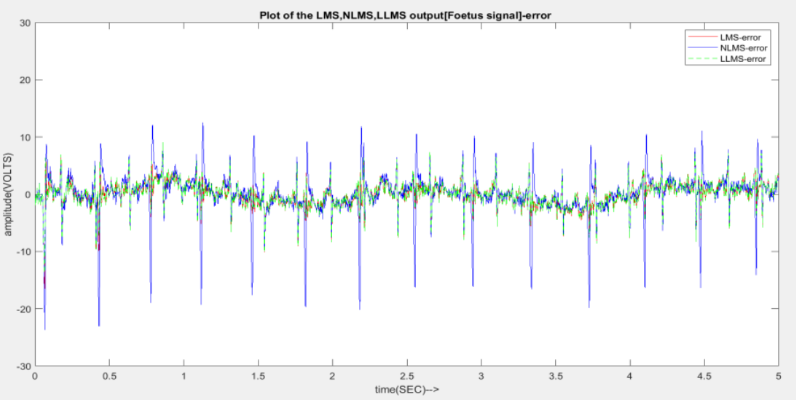 Plot of the LMS,NLMS,LLMS output[Foetus signal]-error
LMS-error
NLMS-error
LLMS-error
amplitude(VOLTS)
30
20
10
0
-10
-20
-30
0 0.5 1 1.5 2 2.5 3 3.5 4 4.5 5
time(SEC)-->